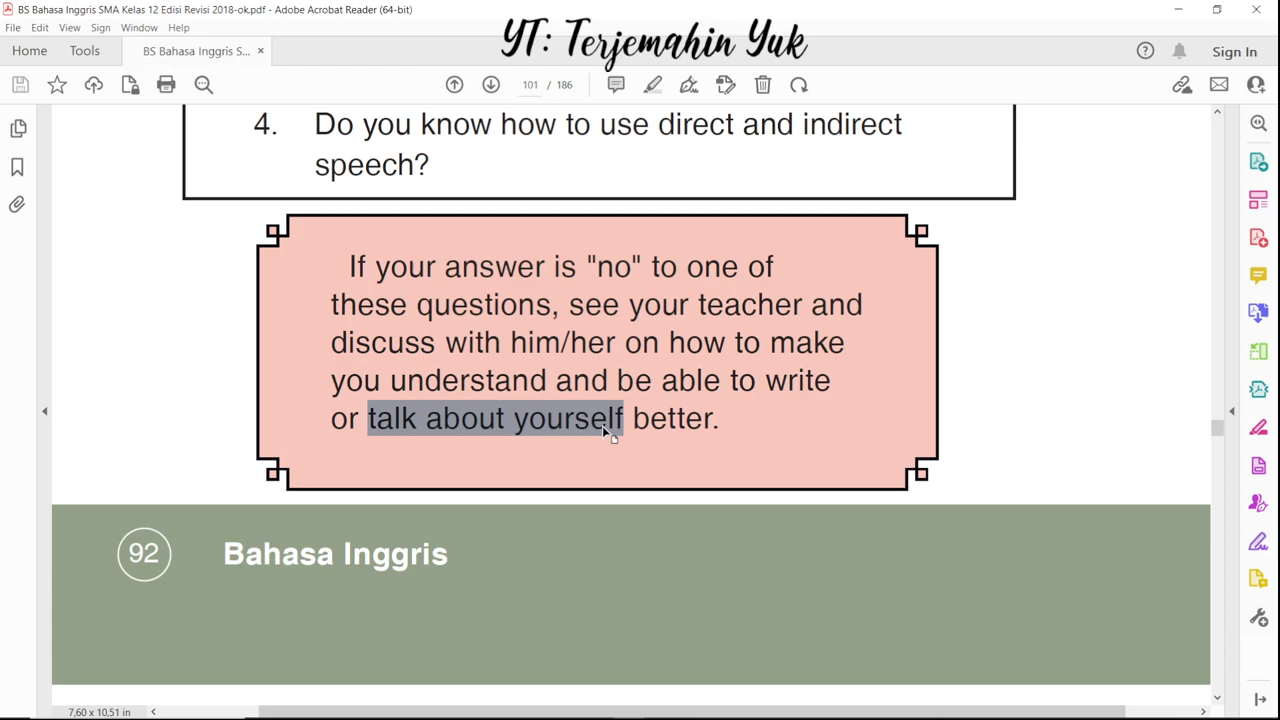 BS Bahasa Inggris SMA Kelas 12 Edisi Revisi 2018-ok.pdf - Adobe Acrobat Reader (64-bit)
File Edit View Sign Window Help
YT: Terjemahin Yuk
Home Tools BS Bahasa Inggris S... Sign In
101 / 186
4. Do you know how to use direct and indirect
speech?
If your answer is "no" to one of
these questions, see your teacher and
discuss with him/her on how to make
you understand and be able to write
or talk about yourself better.
92 Bahasa Inggris
7,60 x 10,51 in